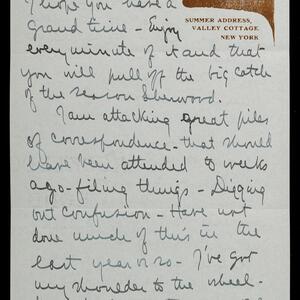 I hope you have a
Grand time - Enjoy
every minute of it and that
you will pull off the big catch
of the season Sherwood.
I am attacking great piles
of correspondence - that should
have been attended to weeks
ago - filing things - Digging
out confusion - Have not
done much of this in the
last year or so - I've got
my shoulder to the wheel -
SUMMER ADDRESS,
VALLEY COTTAGE,
NEW YORK